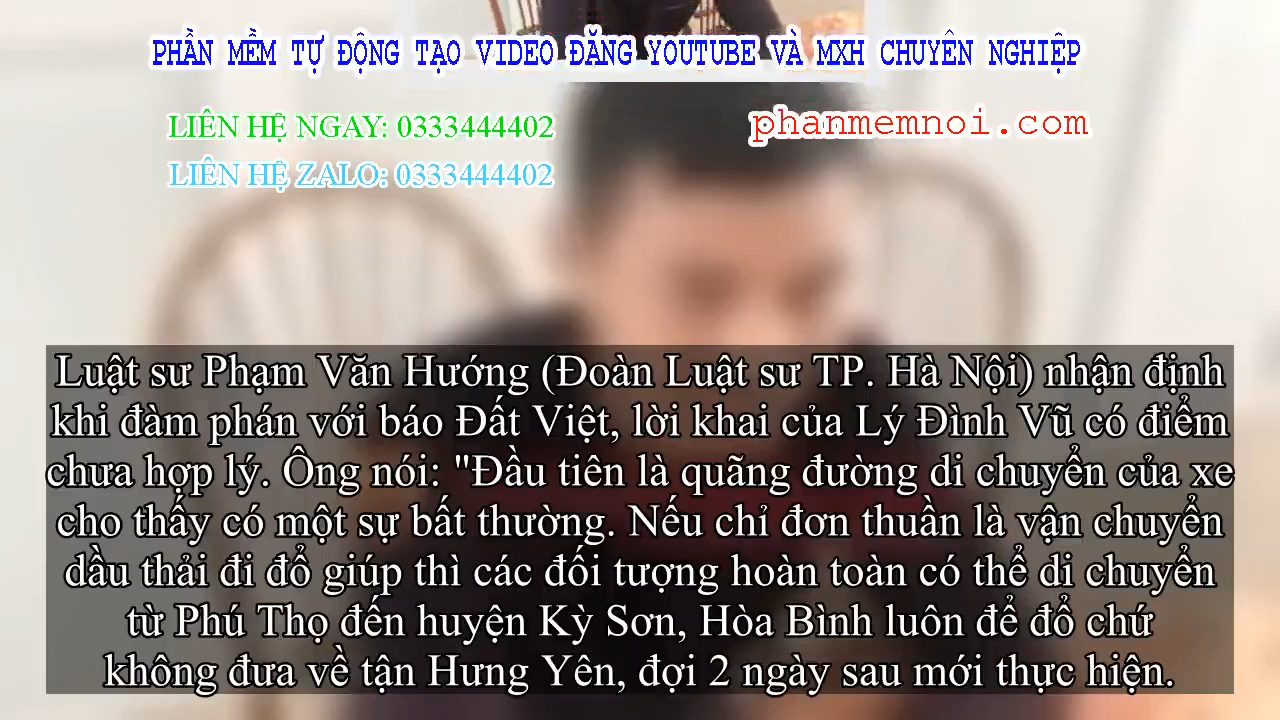 PHẦN MỀM TỰ ĐỘNG TẠO VIDEO ĐĂNG YOUTUBE VÀ MXH CHUYÊN NGHIỆP
LIÊN HỆ NGAY: 0333444402
phanmemnoi.com
LIÊN HỆ ZALO: 0333444402
Luật sư Phạm Văn Hướng (Đoàn Luật sư TP. Hà Nội) nhận định
khi đàm phán với báo Đất Việt, lời khai của Lý Đình Vũ có điểm
chưa hợp lý. Ông nói: "Đầu tiên là quãng đường di chuyển của xe
cho thấy có một sự bất thường. Nếu chỉ đơn thuần là vận chuyển
dầu thải đi đổ giúp thì các đối tượng hoàn toàn có thể di chuyển
từ Phú Thọ đến huyện Kỳ Sơn, Hòa Bình luôn để đổ chứ
không đưa về tận Hưng Yên, đợi 2 ngày sau mới thực hiện.